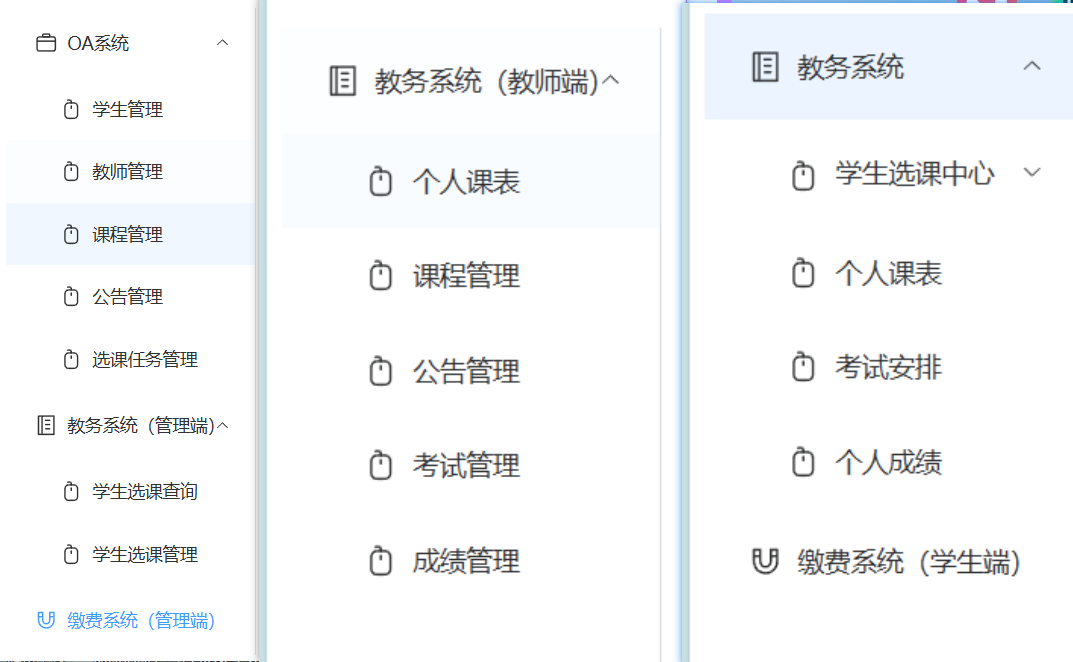 OA系统
学生管理
教师管理
课程管理
公告管理
选课任务管理
教务系统（管理端）
学生选课查询
学生选课管理
缴费系统（管理端）
教务系统（教师端）
个人课表
课程管理
公告管理
考试管理
成绩管理
教务系统
学生选课中心
个人课表
考试安排
个人成绩
缴费系统（学生端）